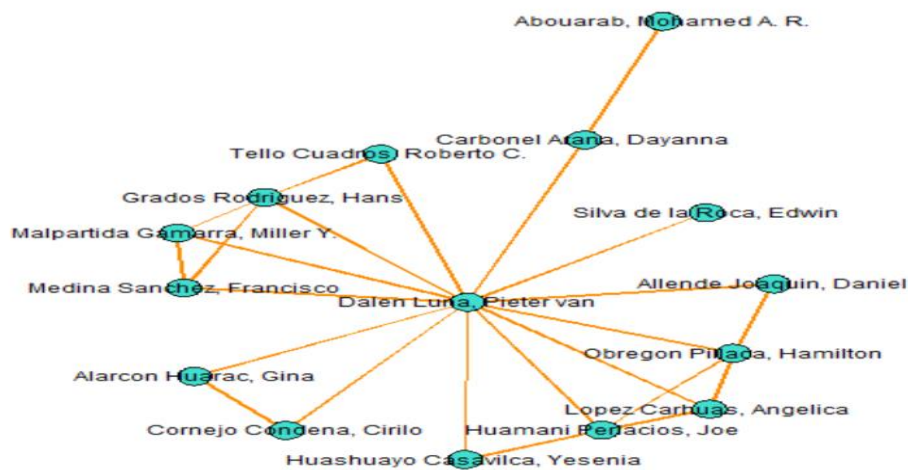 Abouarab, Mohamed A. R.
Carbonel Arana, Dayanna
Tello Cuadros, Roberto C.
Grados Rodriguez, Hans
Silva de la Roca, Edwin
Malpartida Gamarra, Miller Y.
Medina Sanchez, Francisco
Allende Joaquin, Daniel
Dalen Luna, Pieter van
Obregon Pillaca, Hamilton
Alarcon Huarac, Gina
Lopez Carhuas, Angelica
Cornejo Condena, Cirilo
Huamani Perlacios, Joe
Huashuayo Casavilca, Yesenia